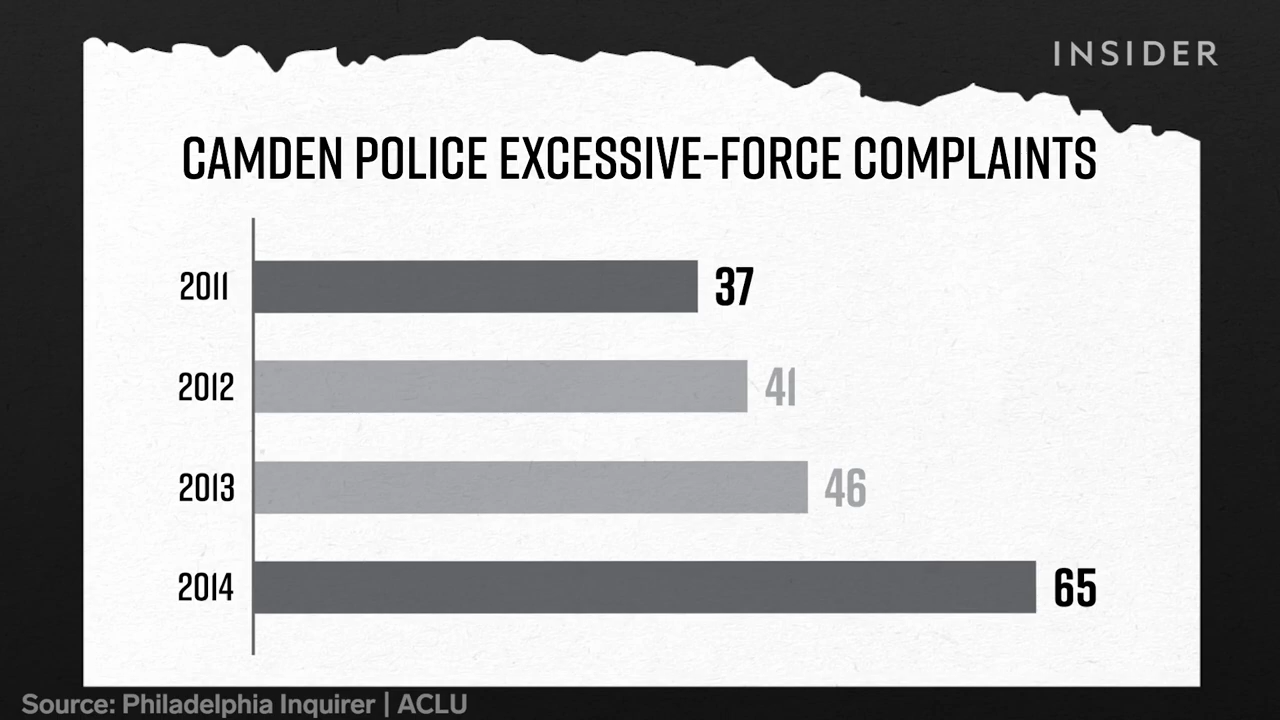 INSIDER
CAMDEN POLICE EXCESSIVE-FORCE COMPLAINTS
2011 37
2012 41
2013 46
2014 65
Source: Philadelphia Inquirer | ACLU